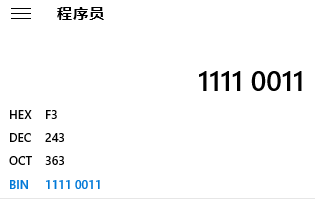 程序员
1111 0011
HEX F3
DEC 243
OCT 363
BIN 1111 0011